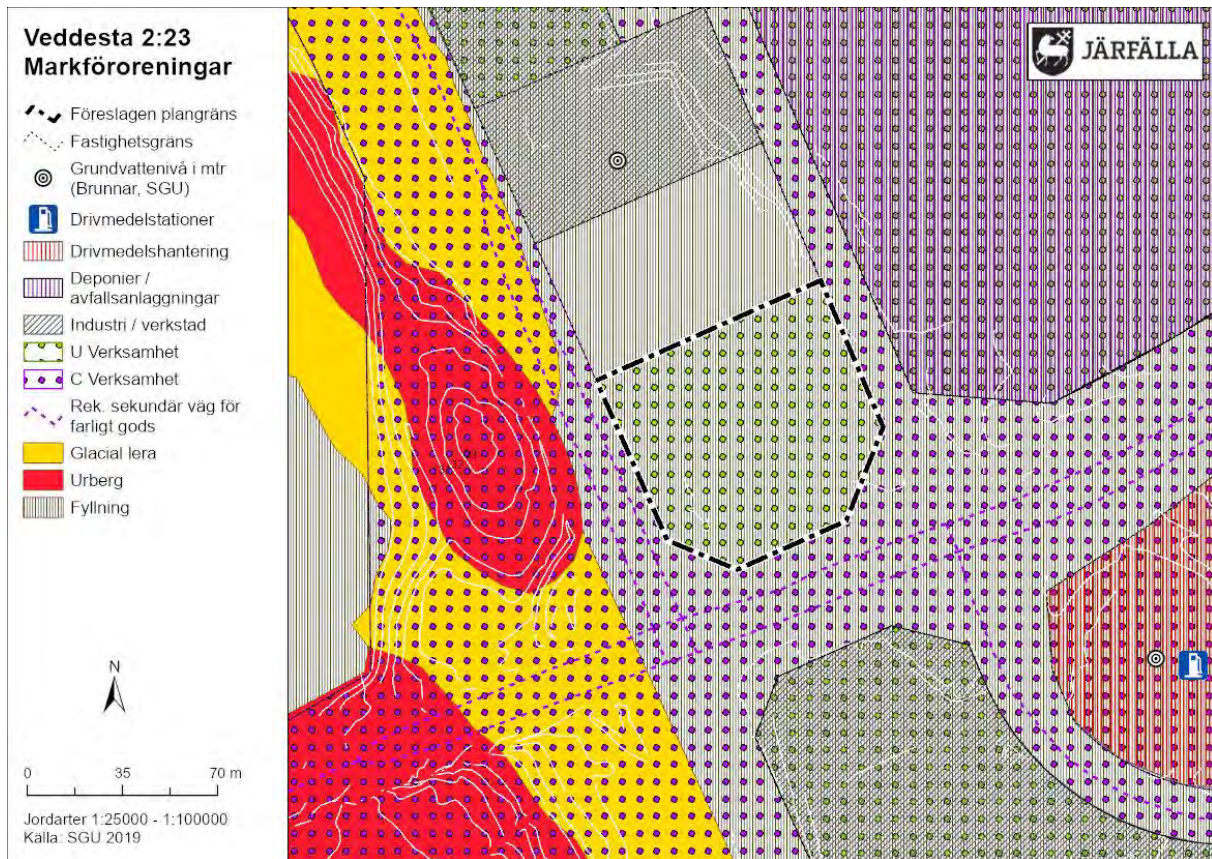 Veddesta 2:23
Markföroreningar
Föreslagen plangräns
Fastighetsgräns
Grundvattenivå i mtr
(Brunnar, SGU)
Drivmedelstationer
Drivmedelshantering
Deponier /
avfallsanlaggningar
Industri / verkstad
U Verksamhet
C Verksamhet
Rek. sekundär väg för
farligt gods
Glacial lera
Urberg
Fyllning
N
0 35 70 m
Jordarter 1:25000 - 1:100000
Källa: SGU 2019
JÄRFÄLLA